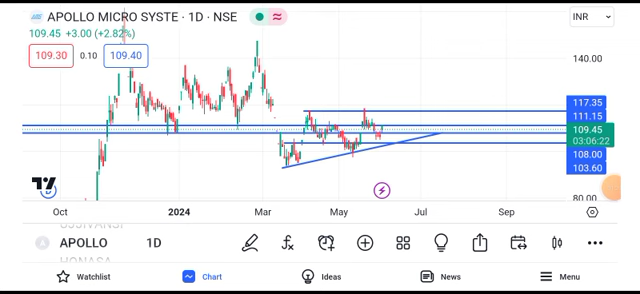 APOLLO MICRO SYSTE · 1D · NSE
INR
109.45 +3.00 (+2.82%)
109.30 0.10 109.40
140.00
117.35
111.15
109.45
03:06:22
108.00
103.60
80.00
Oct 2024 Mar May Jul Sep
APOLLO 1D
Watchlist Chart Ideas News Menu